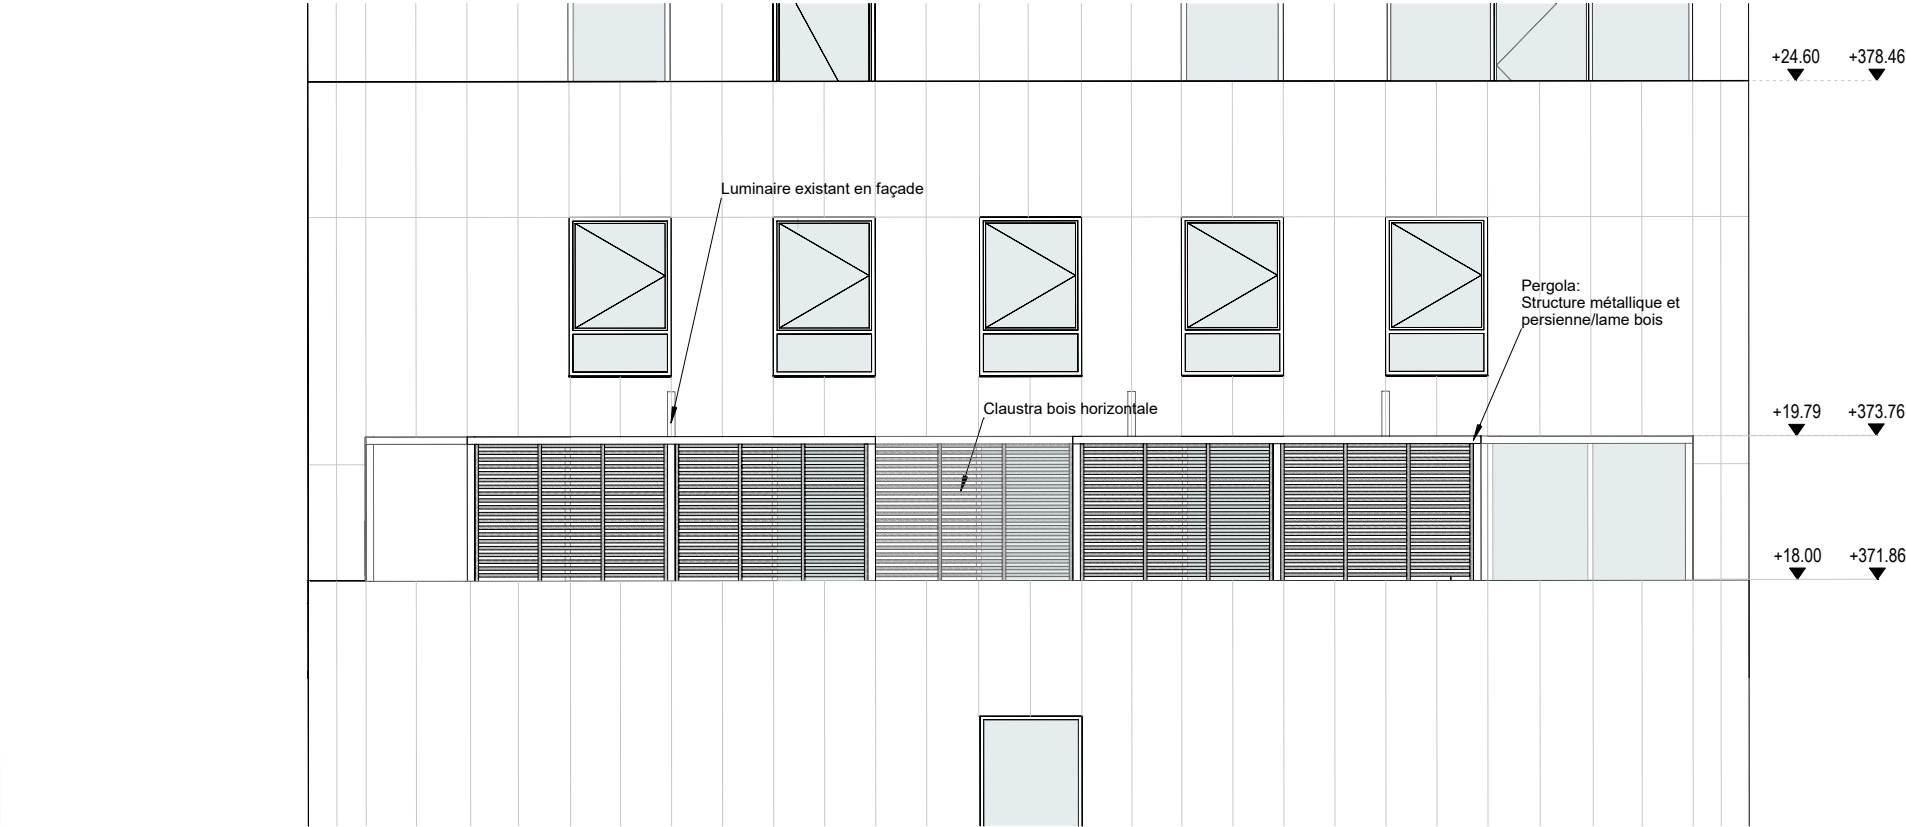 +24.60 +378.46
Luminaire existant en façade
Pergola:
Structure métallique et
persienne/lame bois
Claustra bois horizontale
+19.79 +373.76
+18.00 +371.86